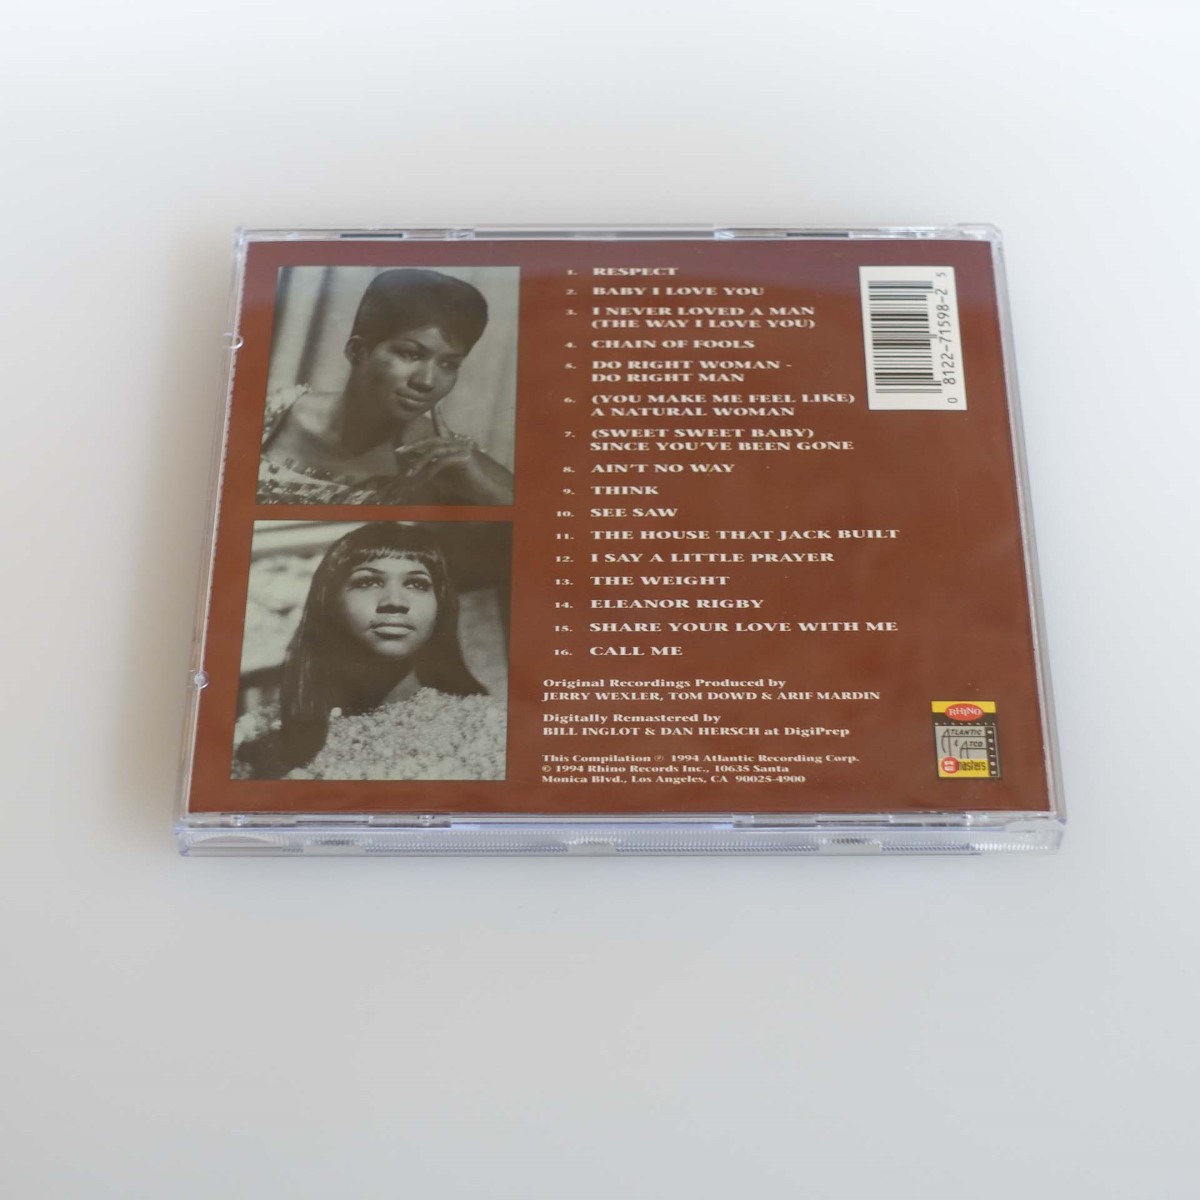 1. RESPECT
2. BABY I LOVE YOU
3. I NEVER LOVED A MAN
(THE WAY I LOVE YOU)
4. CHAIN OF FOOLS
5. DO RIGHT WOMAN -
DO RIGHT MAN
6. (YOU MAKE ME FEEL LIKE)
A NATURAL WOMAN
7. (SWEET SWEET BABY)
SINCE YOU'VE BEEN GONE
8. AIN'T NO WAY
9. THINK
10. SEE SAW
11. THE HOUSE THAT JACK BUILT
12. I SAY A LITTLE PRAYER
13. THE WEIGHT
14. ELEANOR RIGBY
15. SHARE YOUR LOVE WITH ME
16. CALL ME
Original Recordings Produced by
JERRY WEXLER, TOM DOWD & ARIF MARDIN
Digitally Remastered by
BILL INGLOT & DAN HERSCH at DigiPrep
This Compilation ℗ 1994 Atlantic Recording Corp.
© 1994 Rhino Records Inc., 10635 Santa
Monica Blvd., Los Angeles, CA 90025-4900
0 8122-71598-2 5
RHINO
PRESENTS
ATLANTIC
& ATCO
masters
SERIES